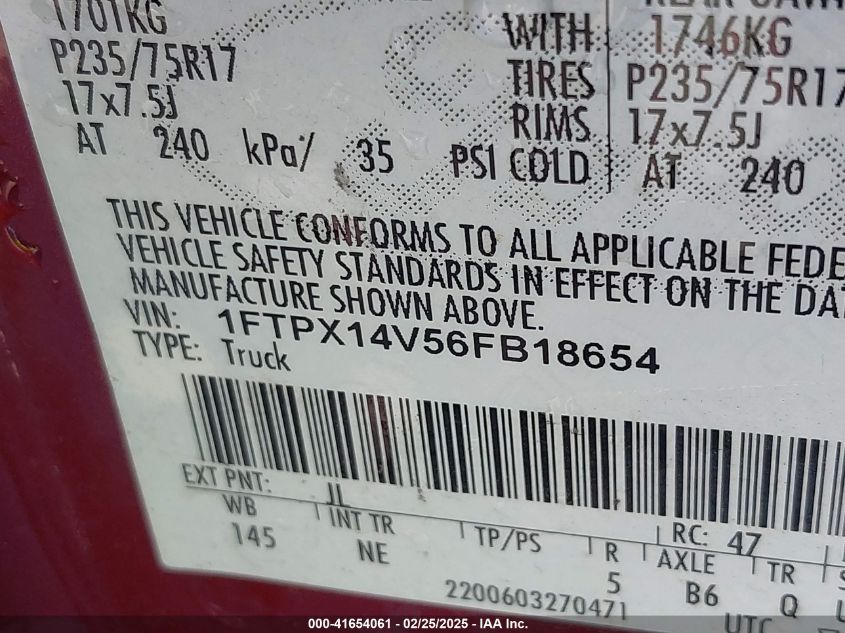 1701KG
P235/75R17
17x7.5J
AT 240 kPa/ 35 PSI COLD
WITH 1746KG
TIRES P235/75R17
RIMS 17x7.5J
AT 240
THIS VEHICLE CONFORMS TO ALL APPLICABLE FEDE
VEHICLE SAFETY STANDARDS IN EFFECT ON THE DA
MANUFACTURE SHOWN ABOVE.
VIN: 1FTPX14V56FB18654
TYPE: Truck
EXT PNT: JL RC: 47
WB INT TR TP/PS R AXLE TR S
145 NE 5 B6 Q
2200603270471 UTC
000-41654061 / 02/25/2025 - COPYRIGHT - IAA.